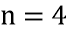 n = 4